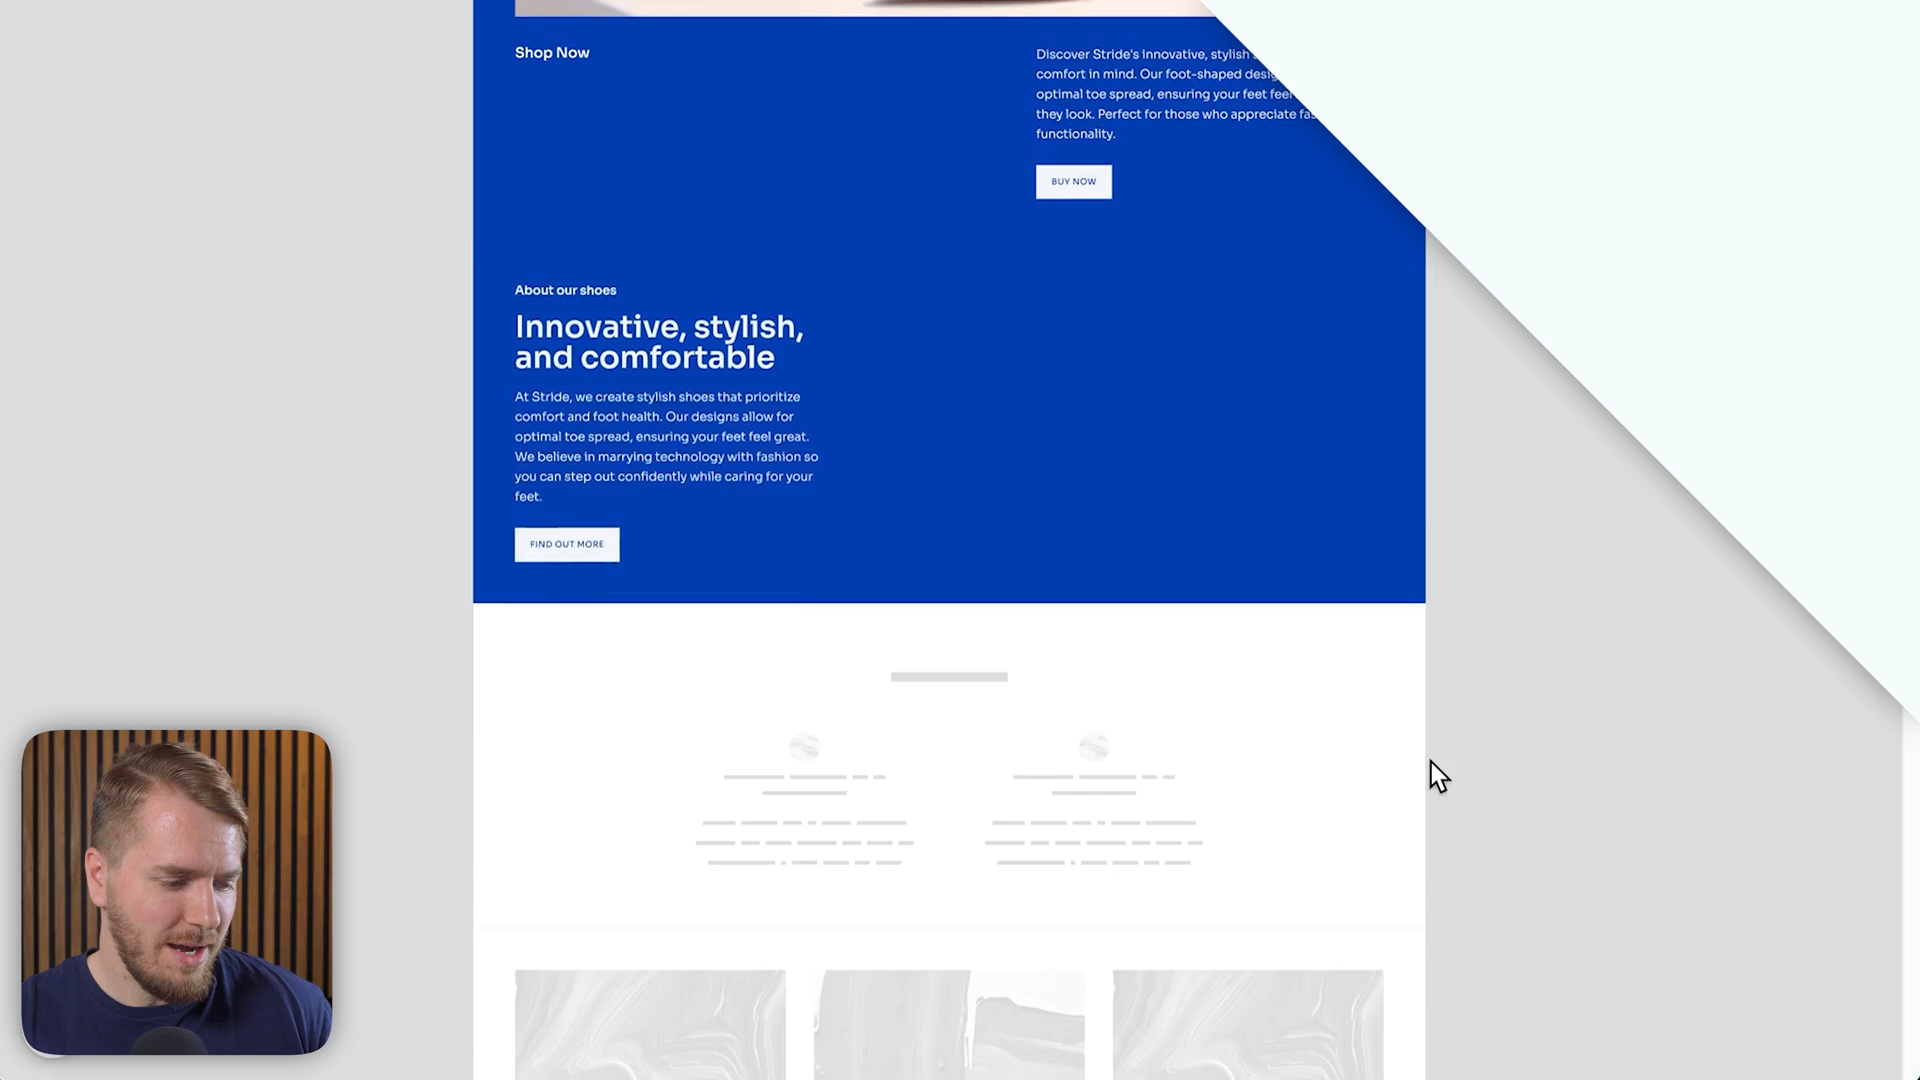 Shop Now
Discover Stride's innovative, stylish
comfort in mind. Our foot-shaped
optimal toe spread, ensuring your feet feel
they look. Perfect for those who appreciate
functionality.
BUY NOW
About our shoes
Innovative, stylish,
and comfortable
At Stride, we create stylish shoes that prioritize
comfort and foot health. Our designs allow for
optimal toe spread, ensuring your feet feel great.
We believe in marrying technology with fashion so
you can step out confidently while caring for your
feet.
FIND OUT MORE